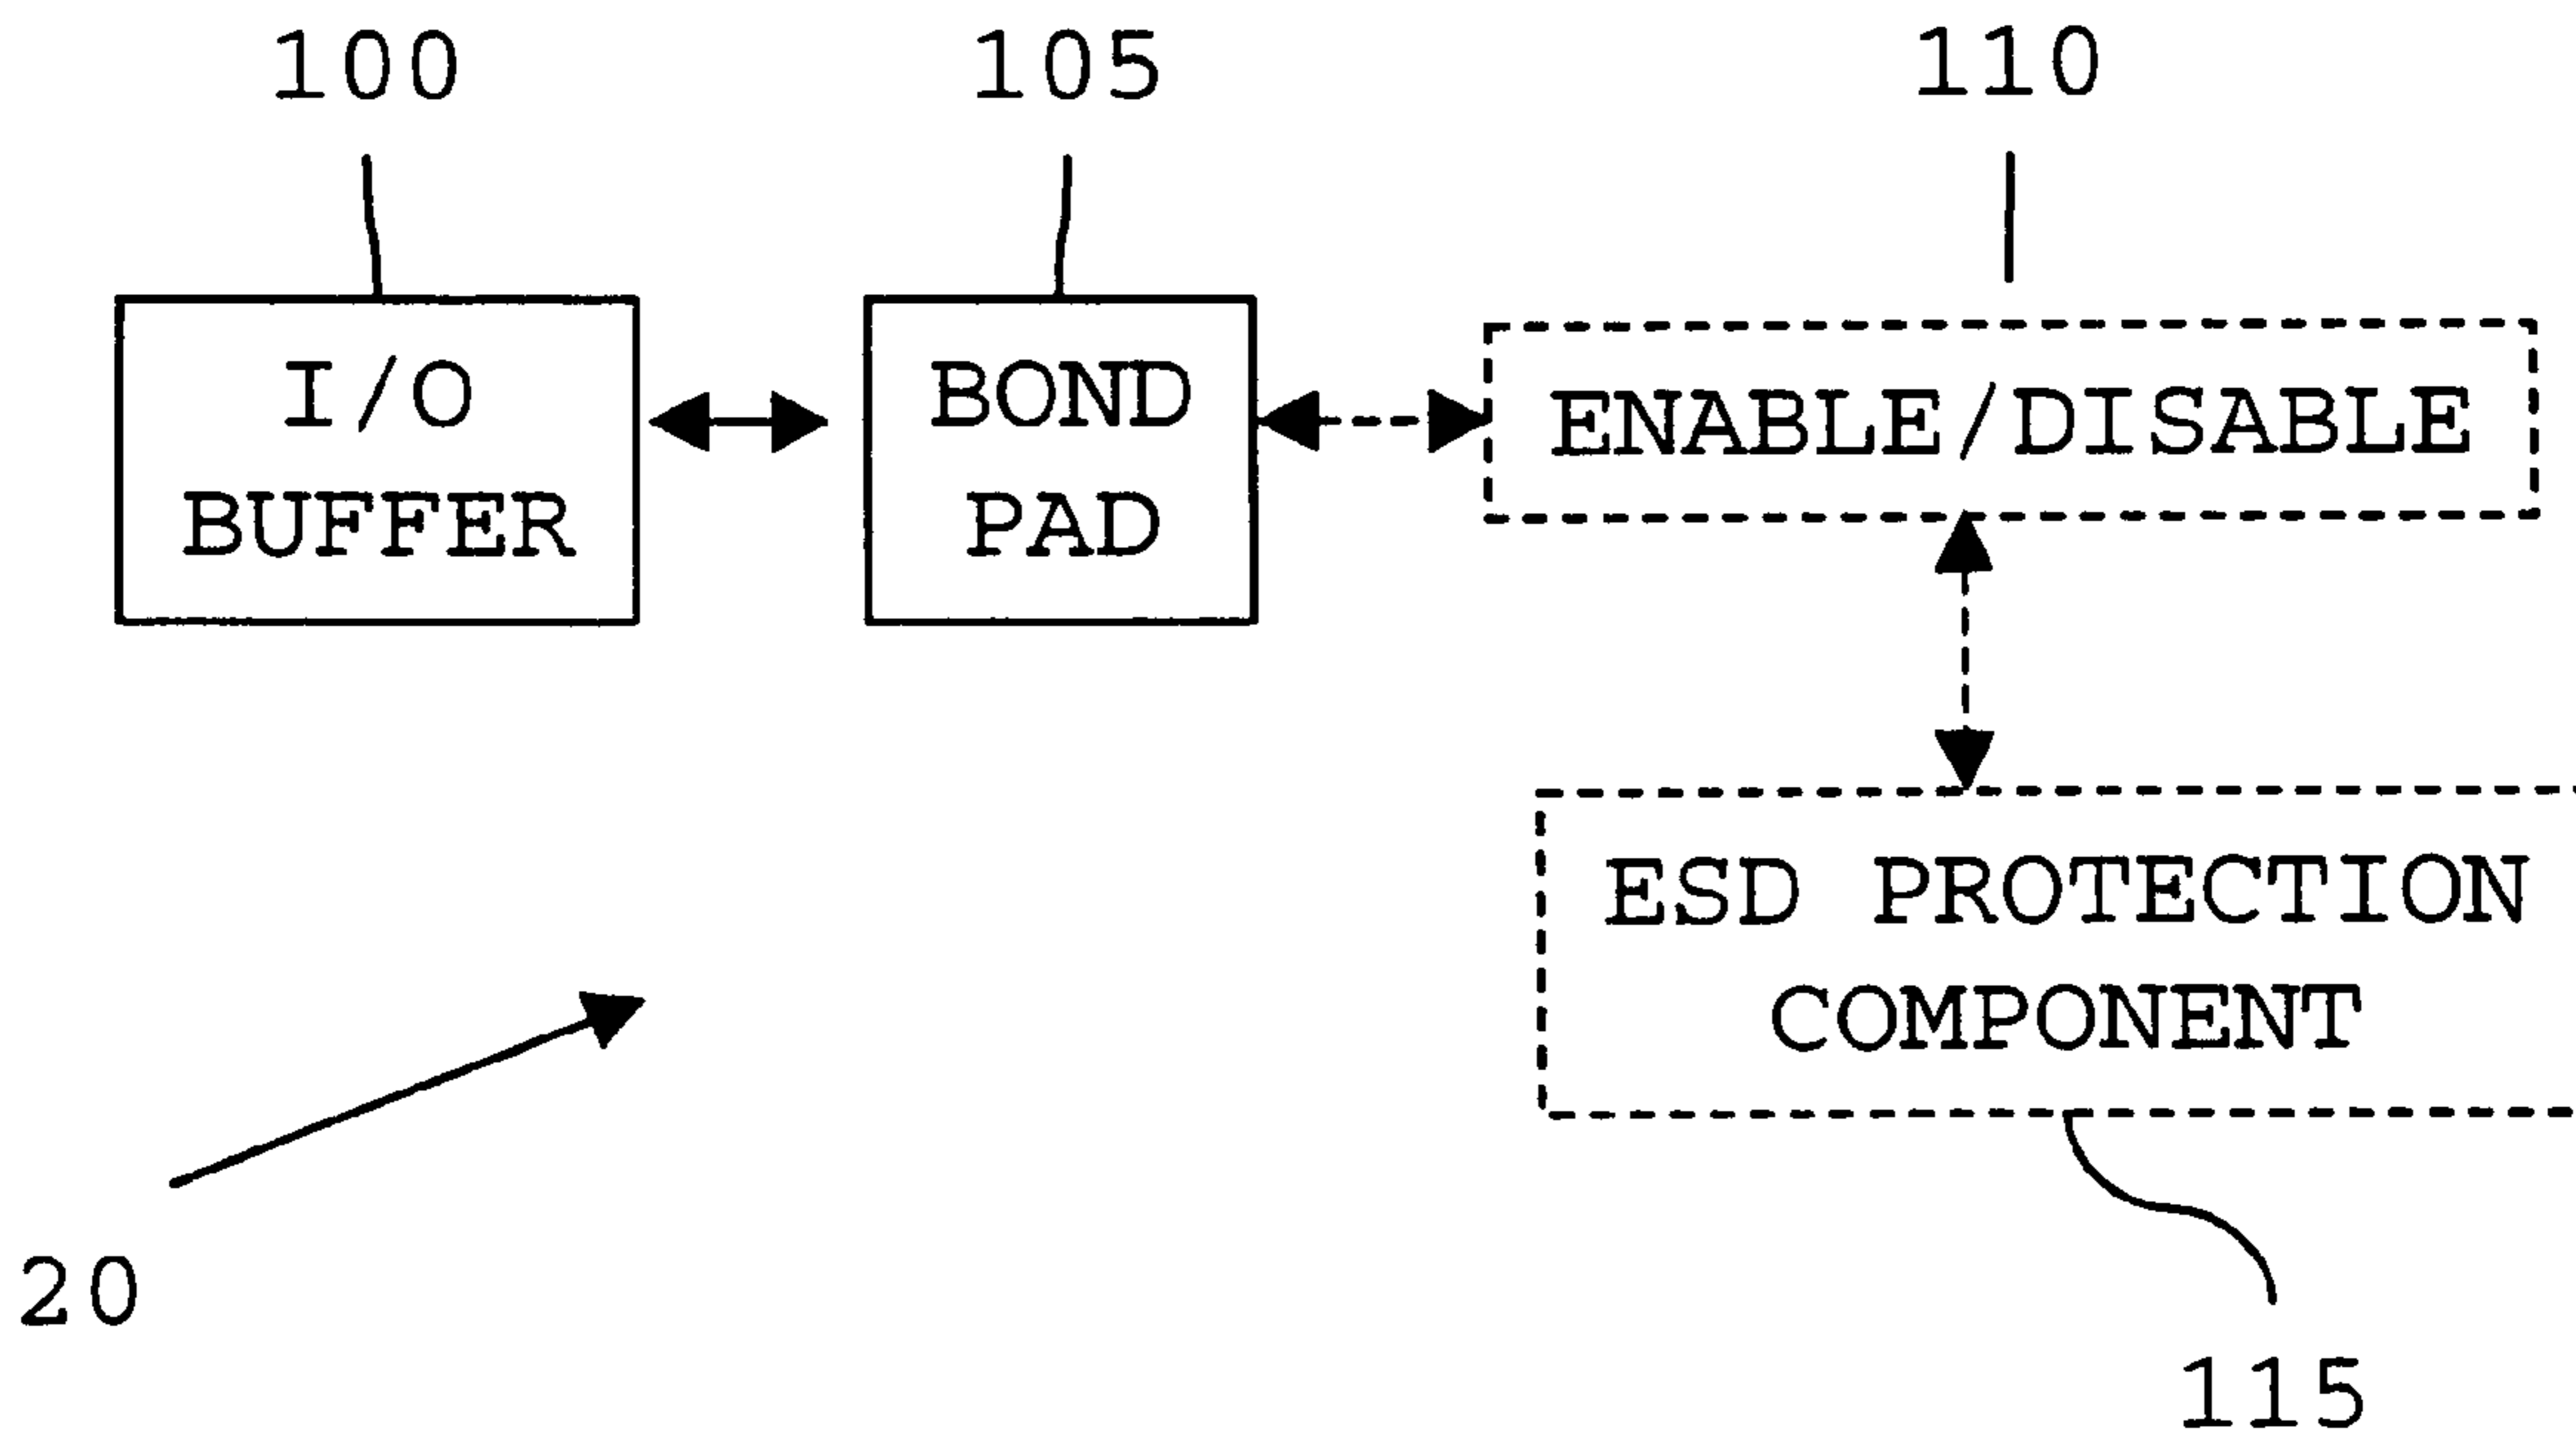 100
105
110
I/O
BUFFER
BOND
PAD
ENABLE/DISABLE
ESD PROTECTION
COMPONENT
20
115